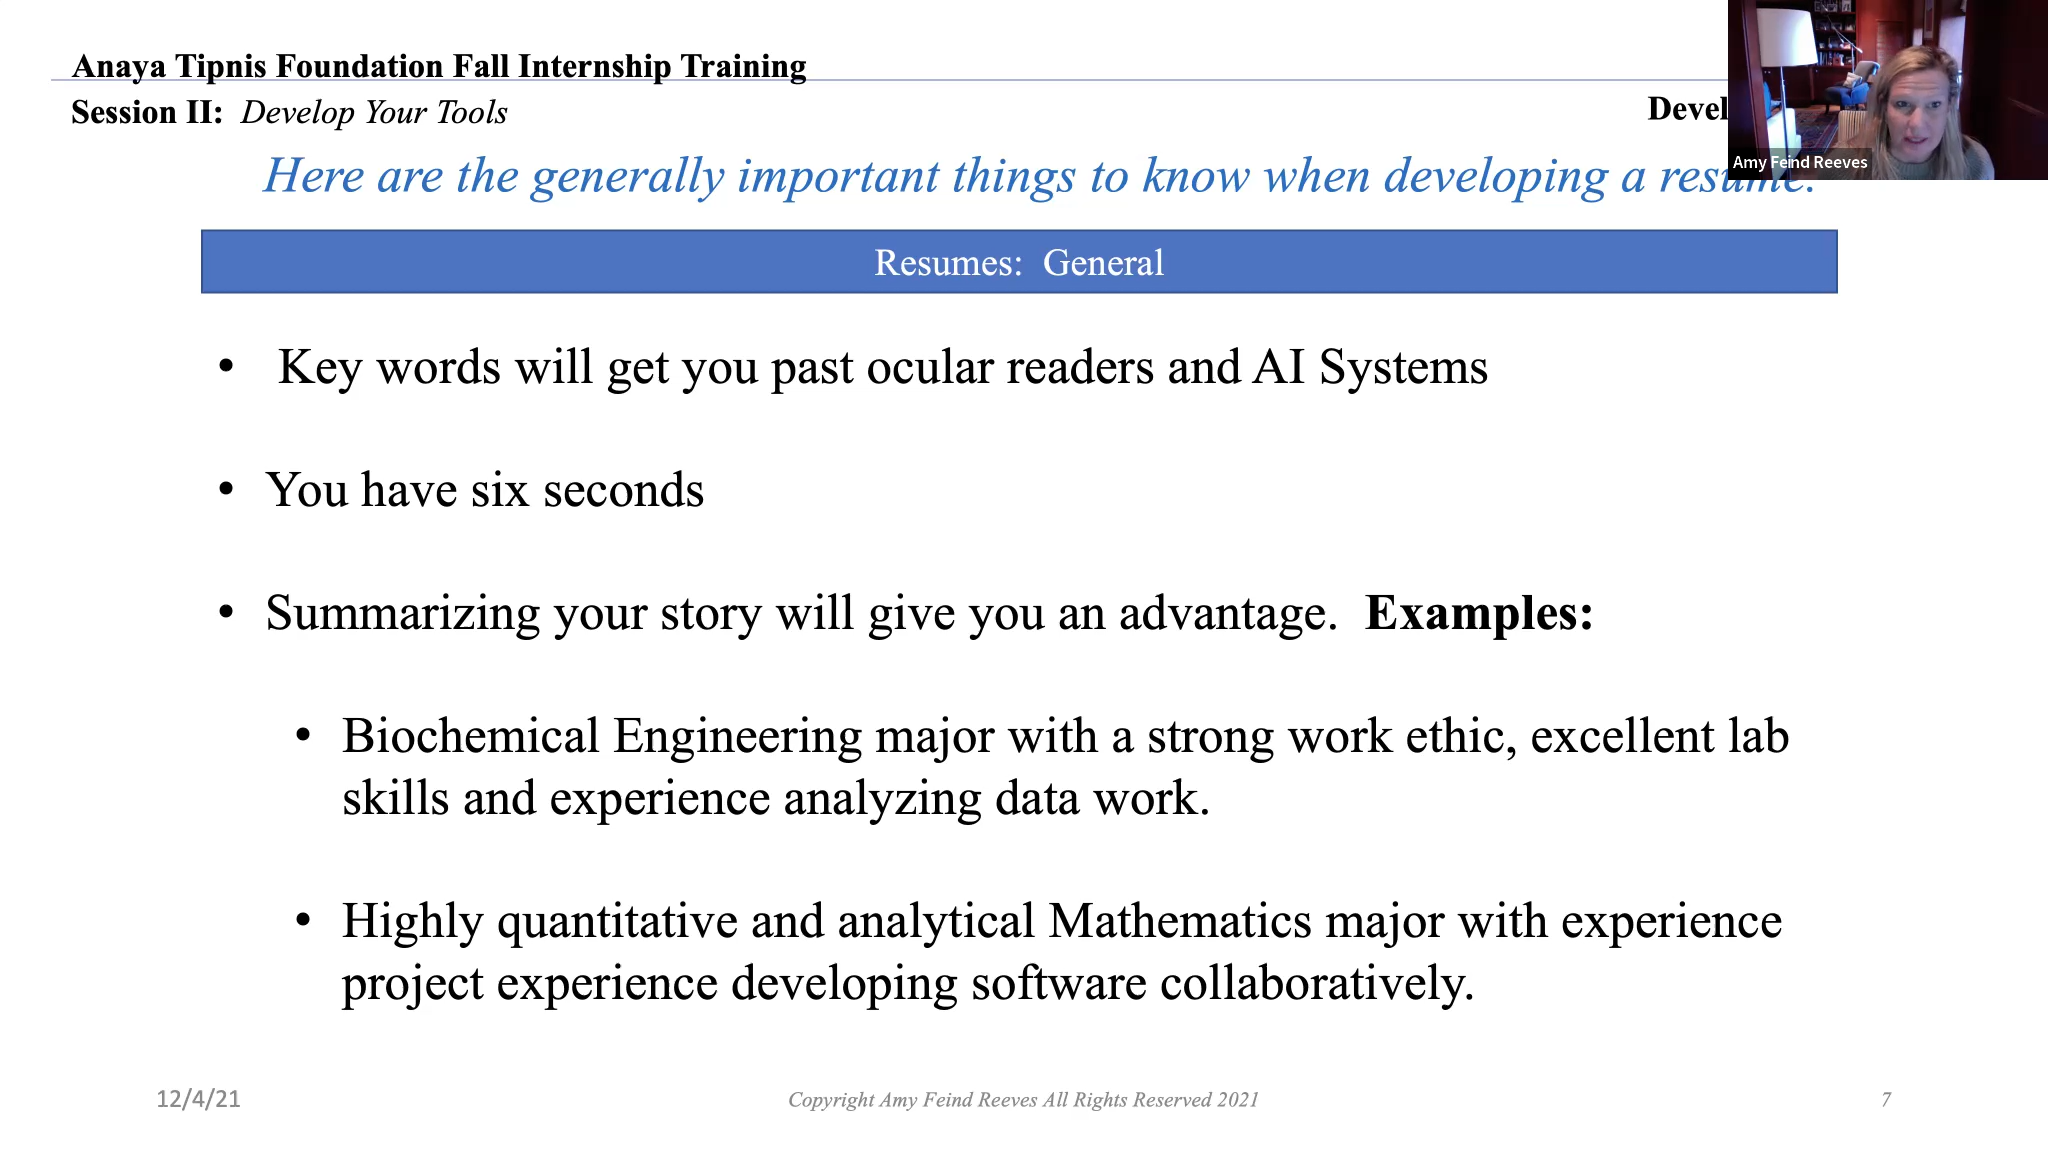 Anaya Tipnis Foundation Fall Internship Training
Session II: Develop Your Tools
Amy Feind Reeves
Here are the generally important things to know when developing a resume.
Resumes: General
• Key words will get you past ocular readers and AI Systems
• You have six seconds
• Summarizing your story will give you an advantage. Examples:
• Biochemical Engineering major with a strong work ethic, excellent lab
skills and experience analyzing data work.
• Highly quantitative and analytical Mathematics major with experience
project experience developing software collaboratively.
12/4/21
Copyright Amy Feind Reeves All Rights Reserved 2021
7